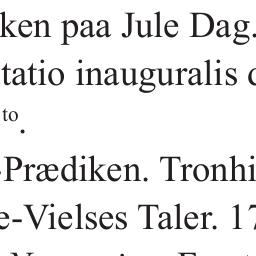 ken paa Jule Dag.
tatio inauguralis
to.
-Prædiken. Tronhi
e-Vielses Taler. 17